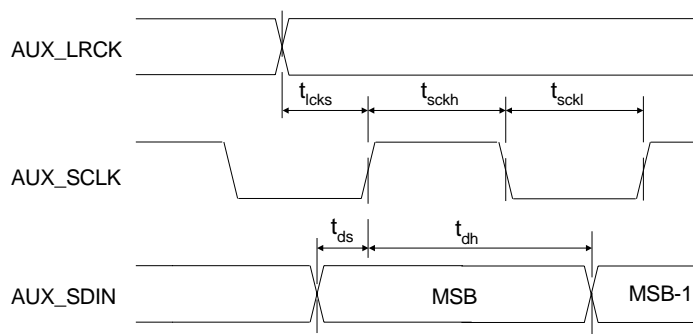 AUX_LRCK
t_lcks t_sckh t_sckl
AUX_SCLK
t_ds t_dh
AUX_SDIN MSB MSB-1